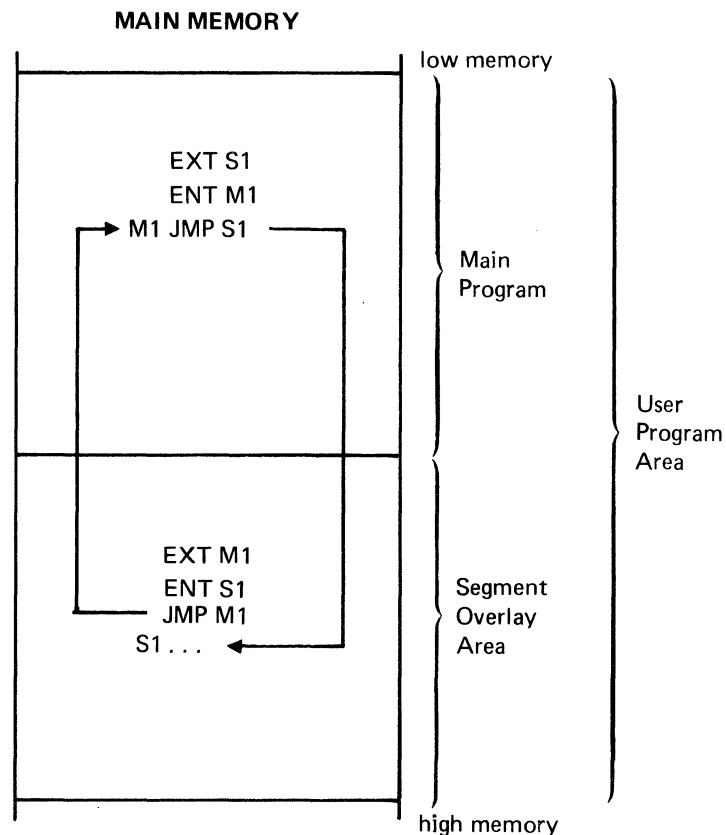 MAIN MEMORY
low memory
EXT S1
ENT M1
M1 JMP S1
Main
Program
User
Program
Area
EXT M1
ENT S1
JMP M1
S1 . . .
Segment
Overlay
Area
high memory